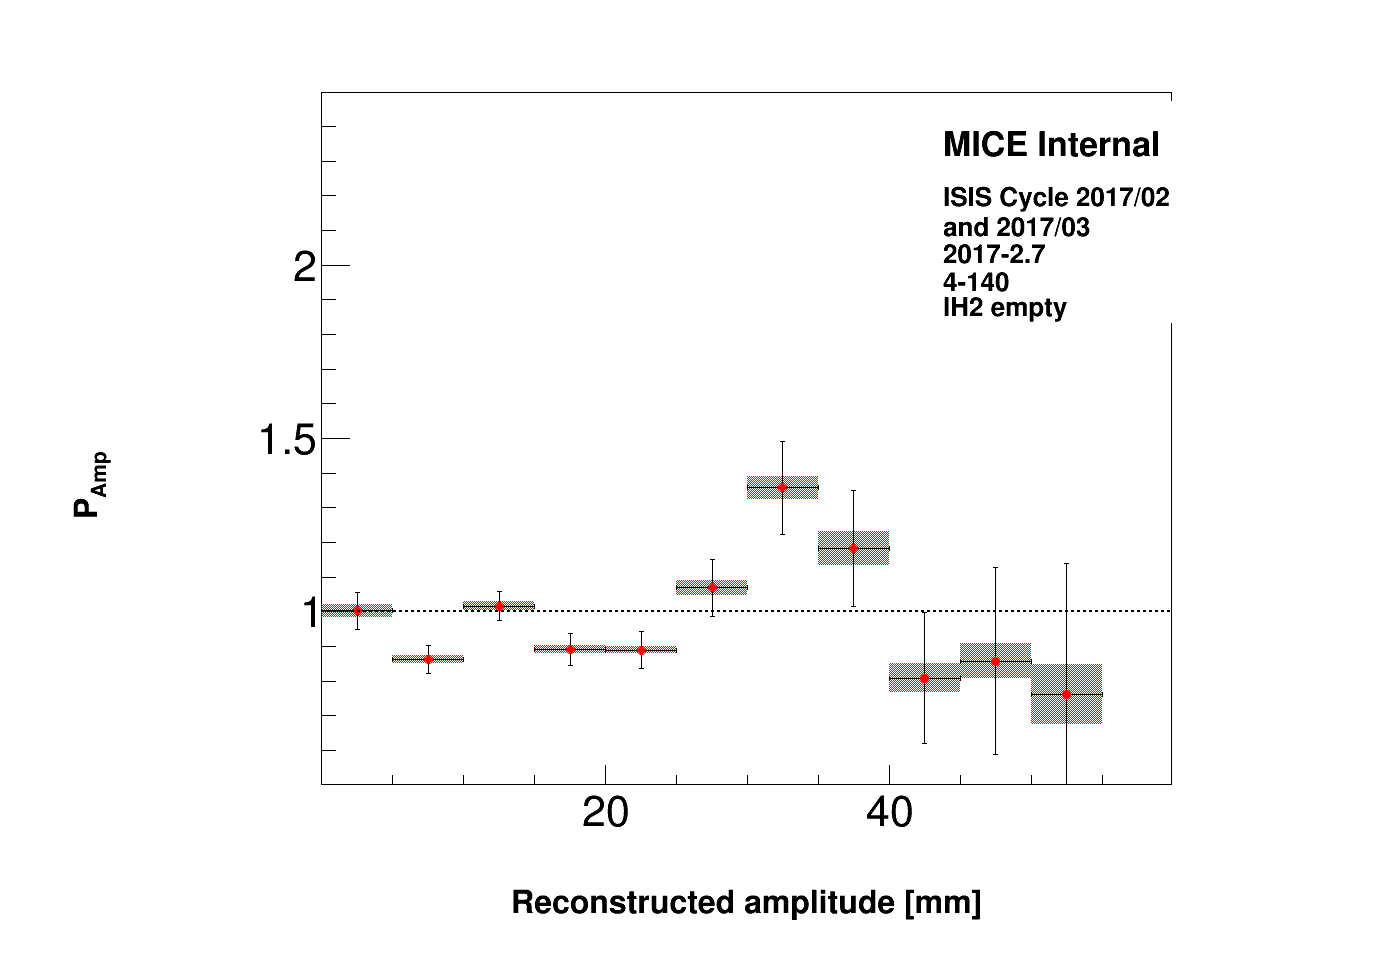 MICE Internal
ISIS Cycle 2017/02
and 2017/03
2017-2.7
4-140
lH2 empty
2
1.5
1
P_Amp
20 40
Reconstructed amplitude [mm]